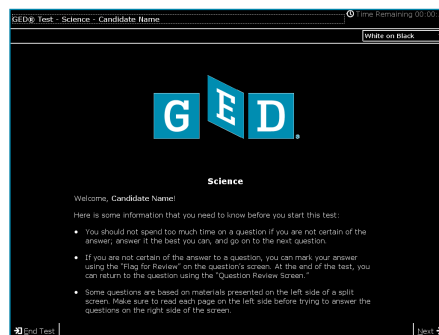 GED® Test - Science - Candidate Name
Time Remaining 00:00:
White on Black
GED®
Science
Welcome, Candidate Name!
Here is some information that you need to know before you start this test:
• You should not spend too much time on a question if you are not certain of the
answer; answer it the best you can, and go on to the next question.
• If you are not certain of the answer to a question, you can mark your answer
using the "Flag for Review" on the question's screen. At the end of the test, you
can return to the question using the "Question Review Screen."
• Some questions are based on materials presented on the left side of a split
screen. Make sure to read each page on the left side before trying to answer the
questions on the right side of the screen.
End Test
Next